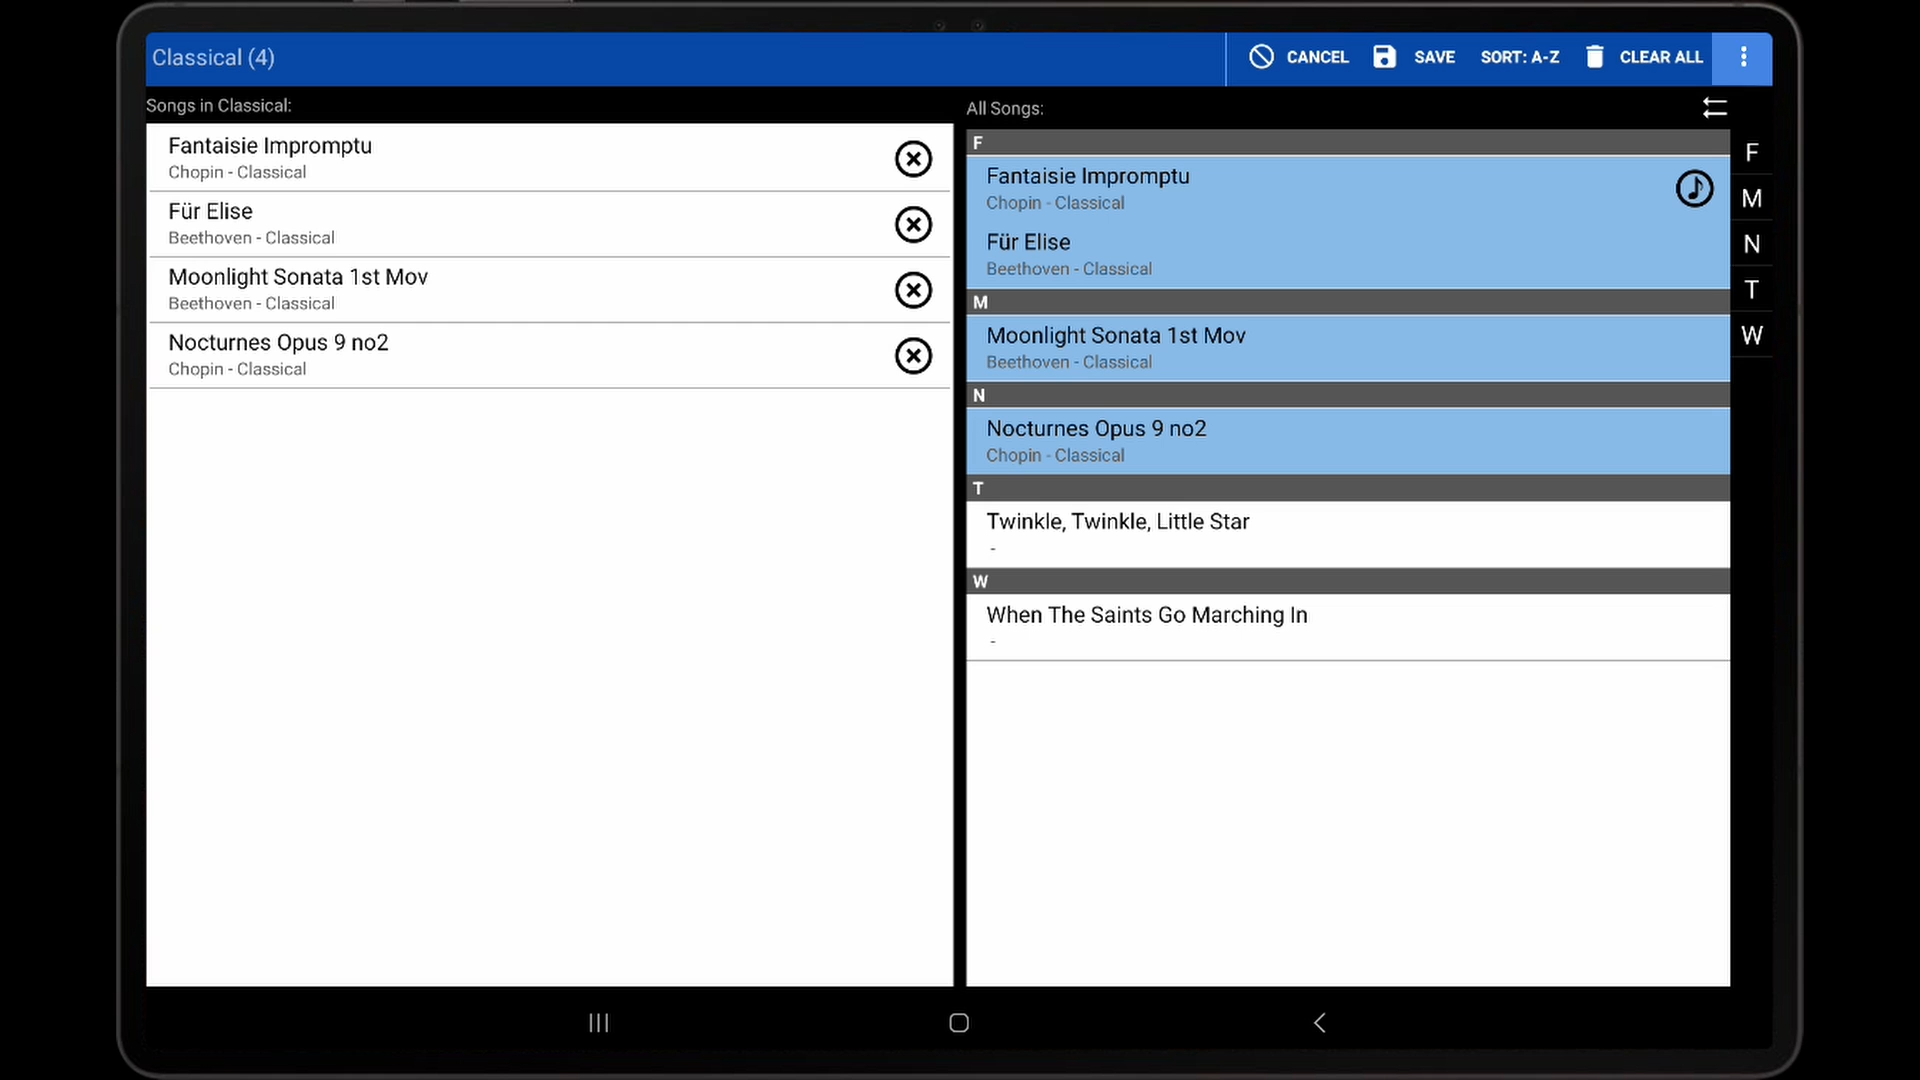 Classical (4)
CANCEL
SAVE
SORT: A-Z
CLEAR ALL
Songs in Classical:
Fantaisie Impromptu
Chopin - Classical
Für Elise
Beethoven - Classical
Moonlight Sonata 1st Mov
Beethoven - Classical
Nocturnes Opus 9 no2
Chopin - Classical
All Songs:
F
Fantaisie Impromptu
Chopin - Classical
Für Elise
Beethoven - Classical
M
Moonlight Sonata 1st Mov
Beethoven - Classical
N
Nocturnes Opus 9 no2
Chopin - Classical
T
Twinkle, Twinkle, Little Star
-
W
When The Saints Go Marching In
-
F
M
N
T
W